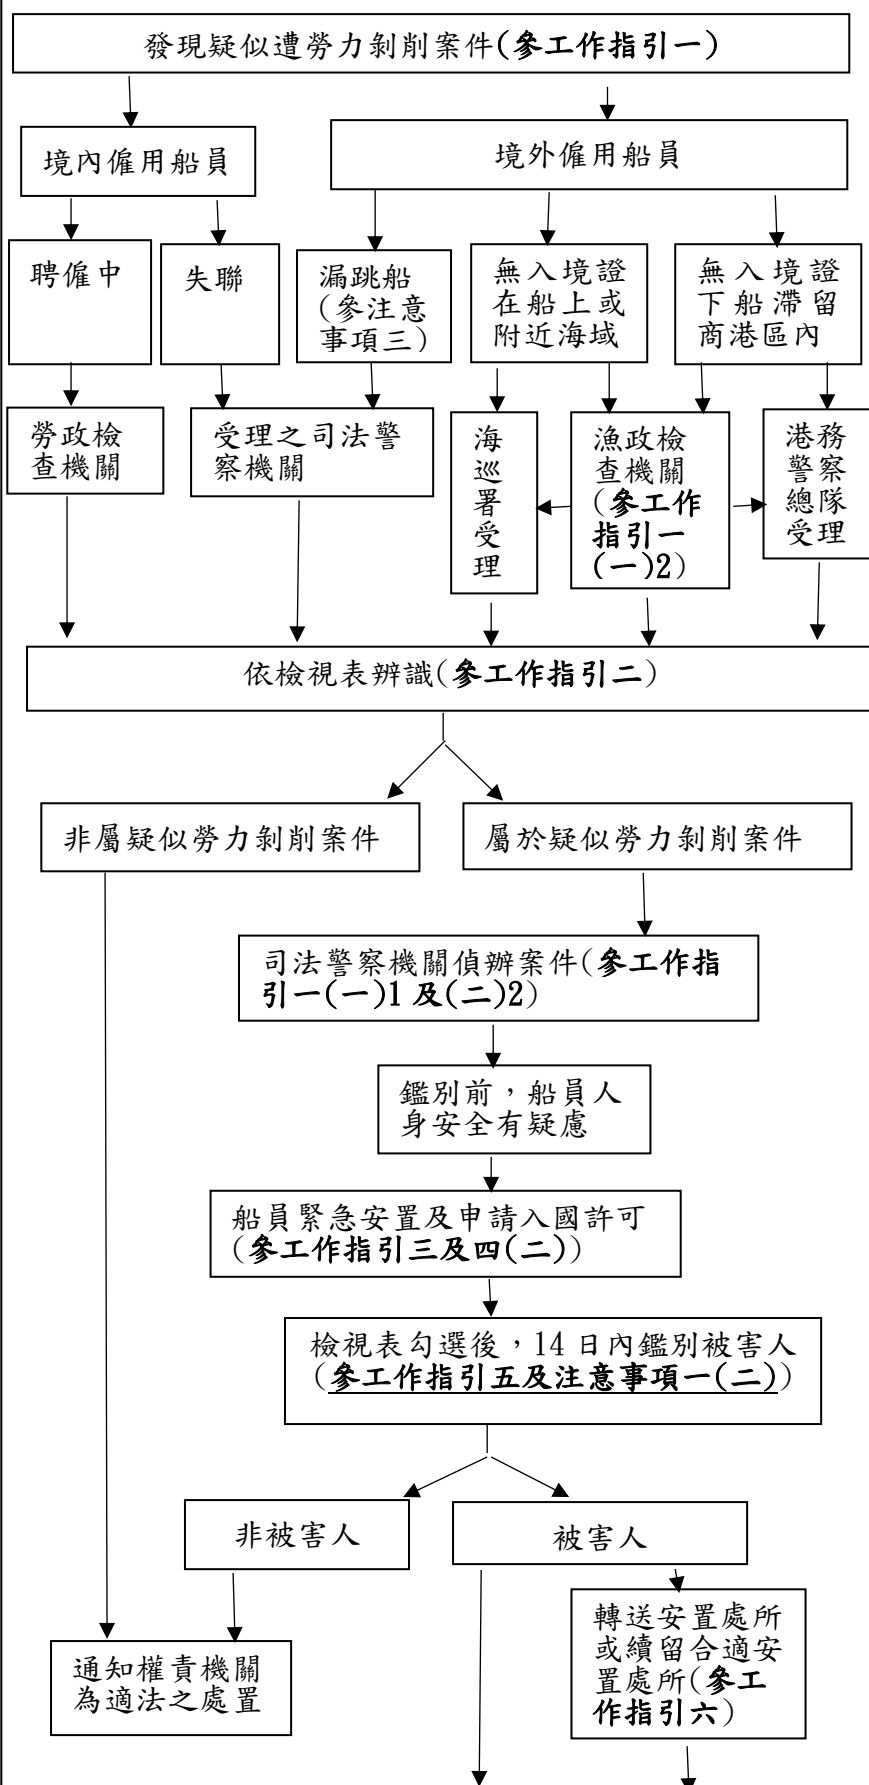 發現疑似遭勞力剝削案件(參工作指引一)
境內僱用船員
境外僱用船員
聘僱中
失聯
漏跳船
(參注意
事項三)
無入境證
在船上或
附近海域
無入境證
下船滯留
商港區內
勞政檢
查機關
受理之司法警
察機關
海
巡
署
受
理
漁政檢
查機關
(參工作
指引一
(一)2)
港務
警察
總隊
受理
依檢視表辨識(參工作指引二)
非屬疑似勞力剝削案件
屬於疑似勞力剝削案件
司法警察機關偵辦案件(參工作指
引一(一)1 及(二)2)
鑑別前，船員人
身安全有疑慮
船員緊急安置及申請入國許可
(參工作指引三及四(二))
檢視表勾選後，14 日內鑑別被害人
(參工作指引五及注意事項一(二))
非被害人
被害人
通知權責機關
為適法之處置
轉送安置處所
或續留合適安
置處所(參工
作指引六)